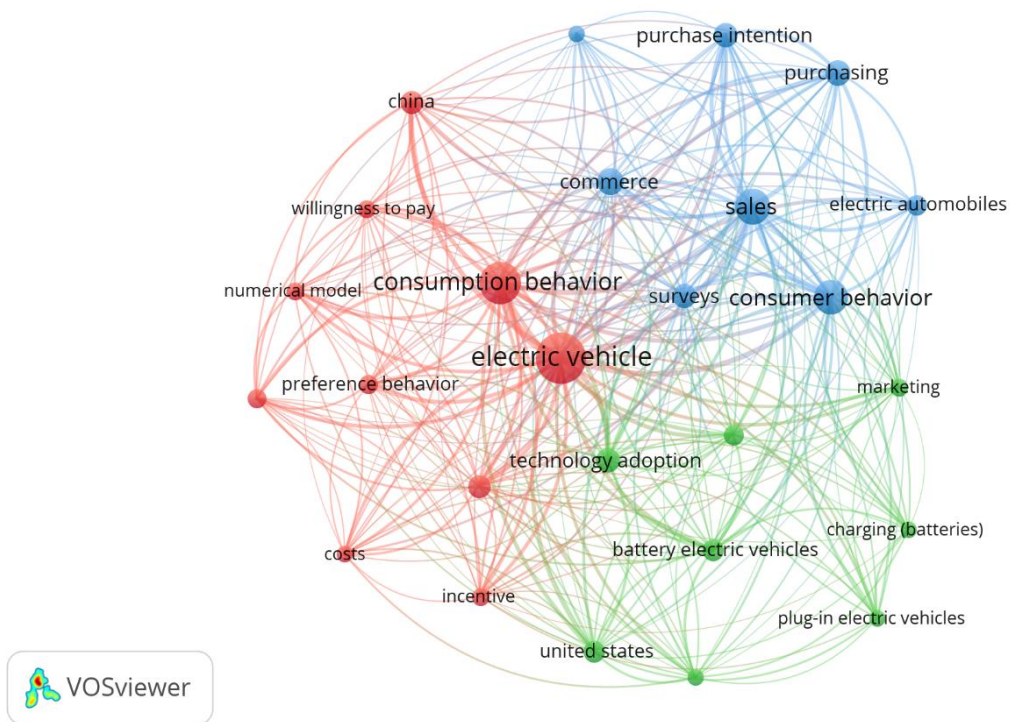 purchase intention
purchasing
china
commerce
willingness to pay
sales
electric automobiles
consumption behavior
numerical model
surveys
consumer behavior
electric vehicle
preference behavior
marketing
technology adoption
charging (batteries)
battery electric vehicles
costs
incentive
plug-in electric vehicles
united states
VOSviewer